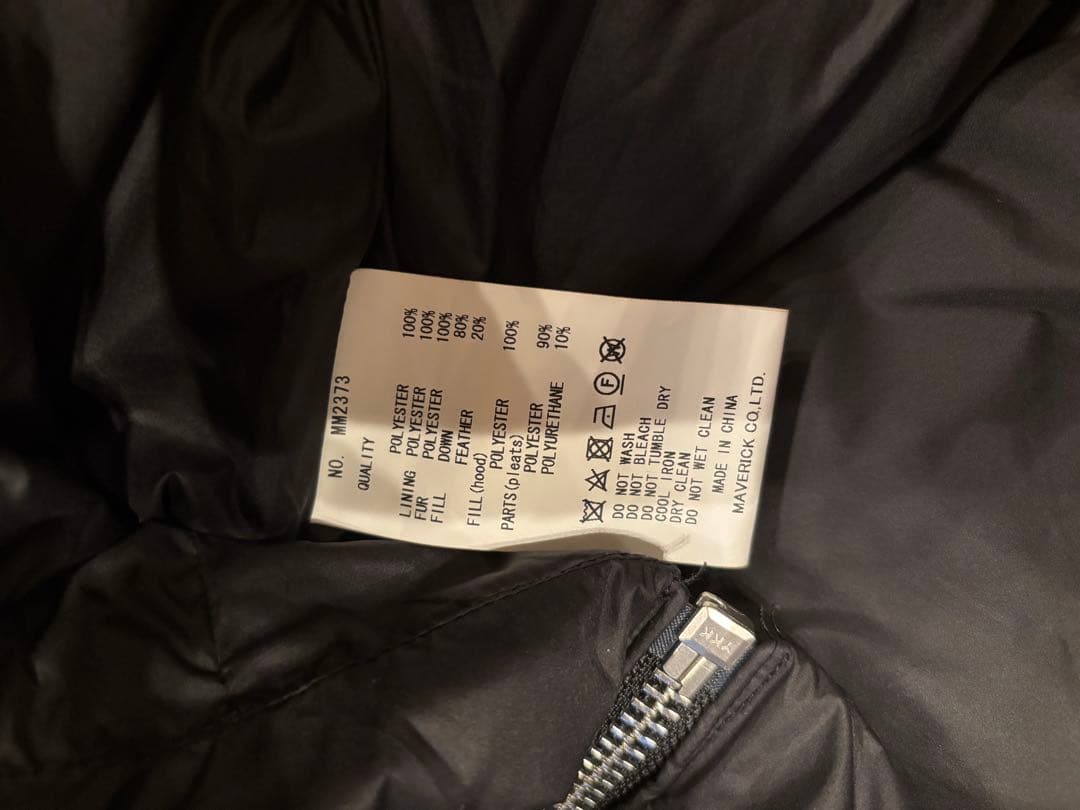 NO. MM2373
QUALITY
POLYESTER 100%
LINING POLYESTER 100%
FUR POLYESTER 100%
FILL DOWN 80%
FEATHER 20%
FILL(hood)
POLYESTER 100%
PARTS(pleats)
POLYESTER 90%
POLYURETHANE 10%
F W
DO NOT WASH
DO NOT BLEACH
DO NOT TUMBLE DRY
COOL IRON
DRY CLEAN
DO NOT WET CLEAN
MADE IN CHINA
MAVERICK CO.,LTD.
YKK